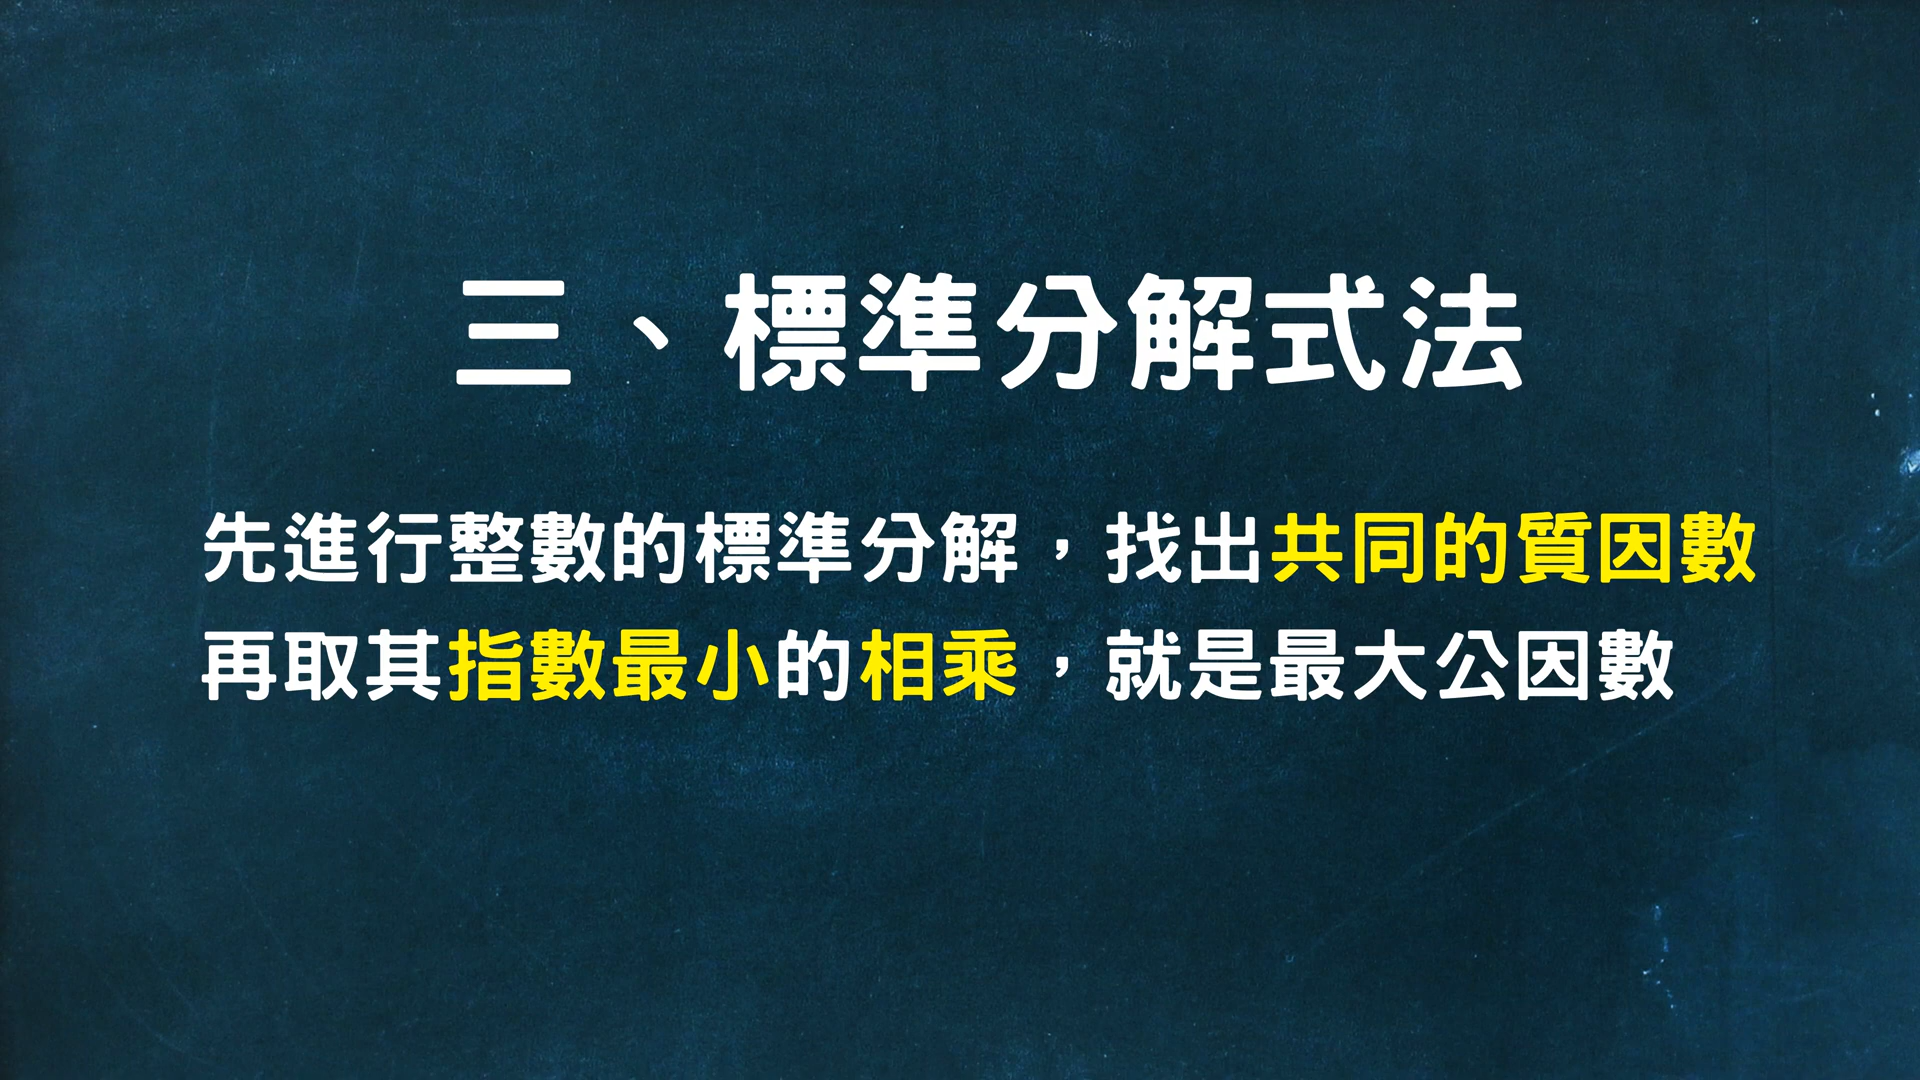 三、標準分解式法
先進行整數的標準分解，找出共同的質因數
再取其指數最小的相乘，就是最大公因數